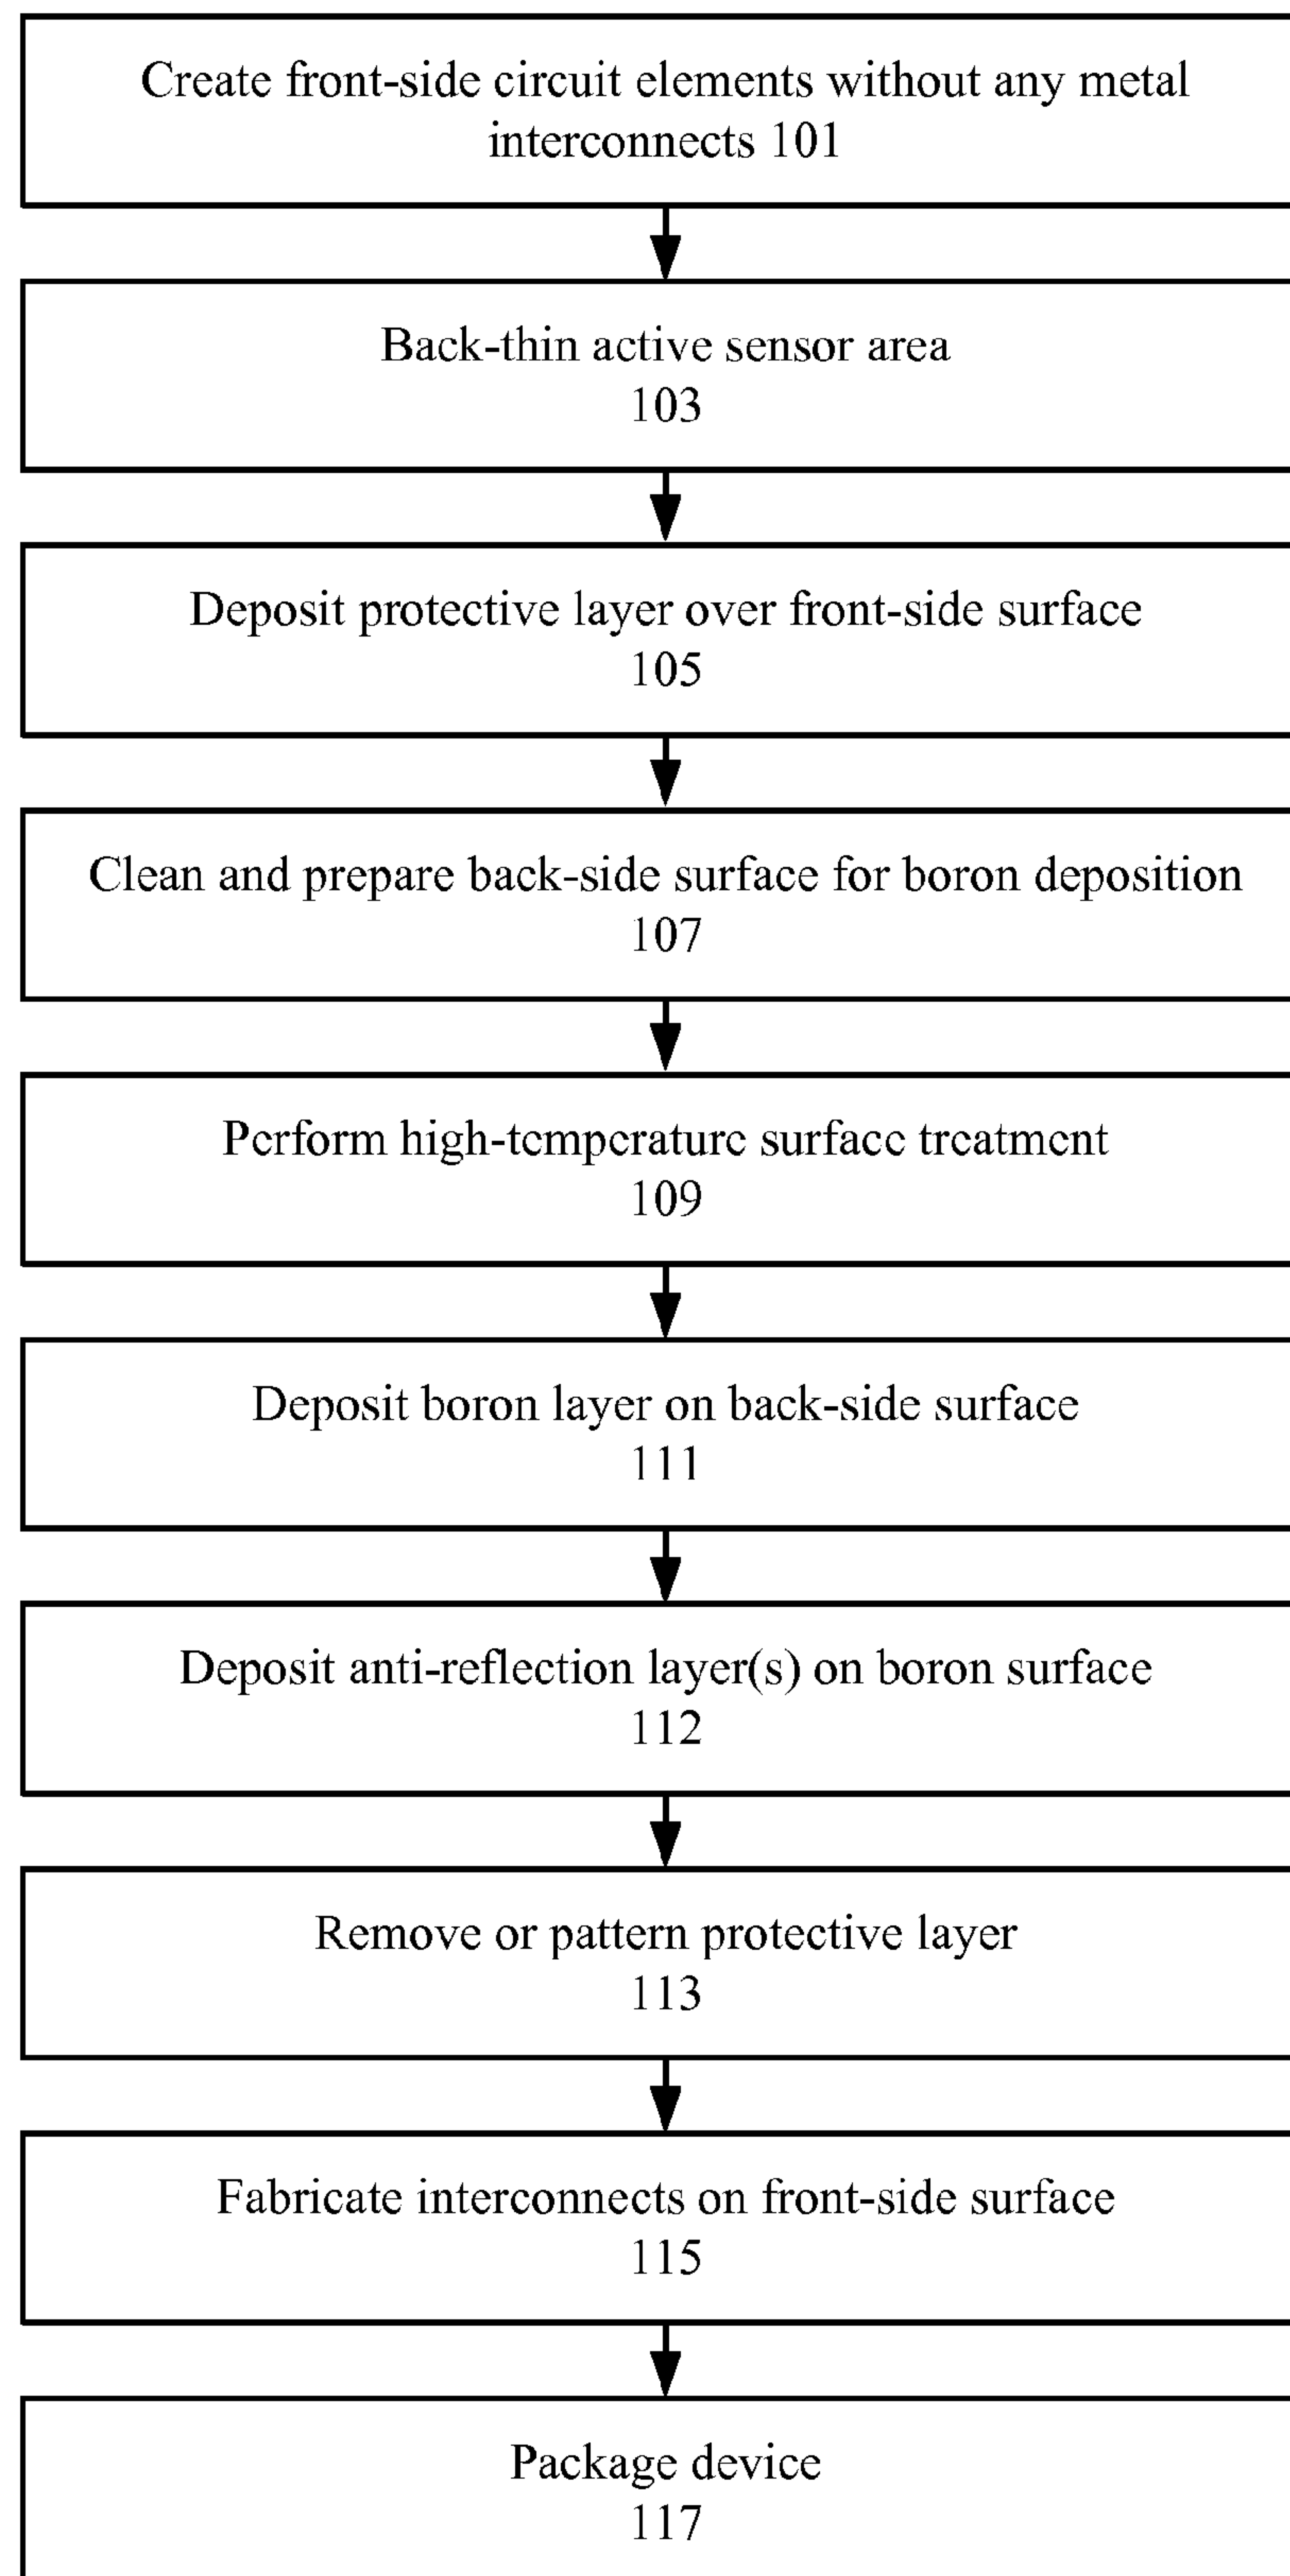 Create front-side circuit elements without any metal
interconnects 101
Back-thin active sensor area
103
Deposit protective layer over front-side surface
105
Clean and prepare back-side surface for boron deposition
107
Perform high-temperature surface treatment
109
Deposit boron layer on back-side surface
111
Deposit anti-reflection layer(s) on boron surface
112
Remove or pattern protective layer
113
Fabricate interconnects on front-side surface
115
Package device
117